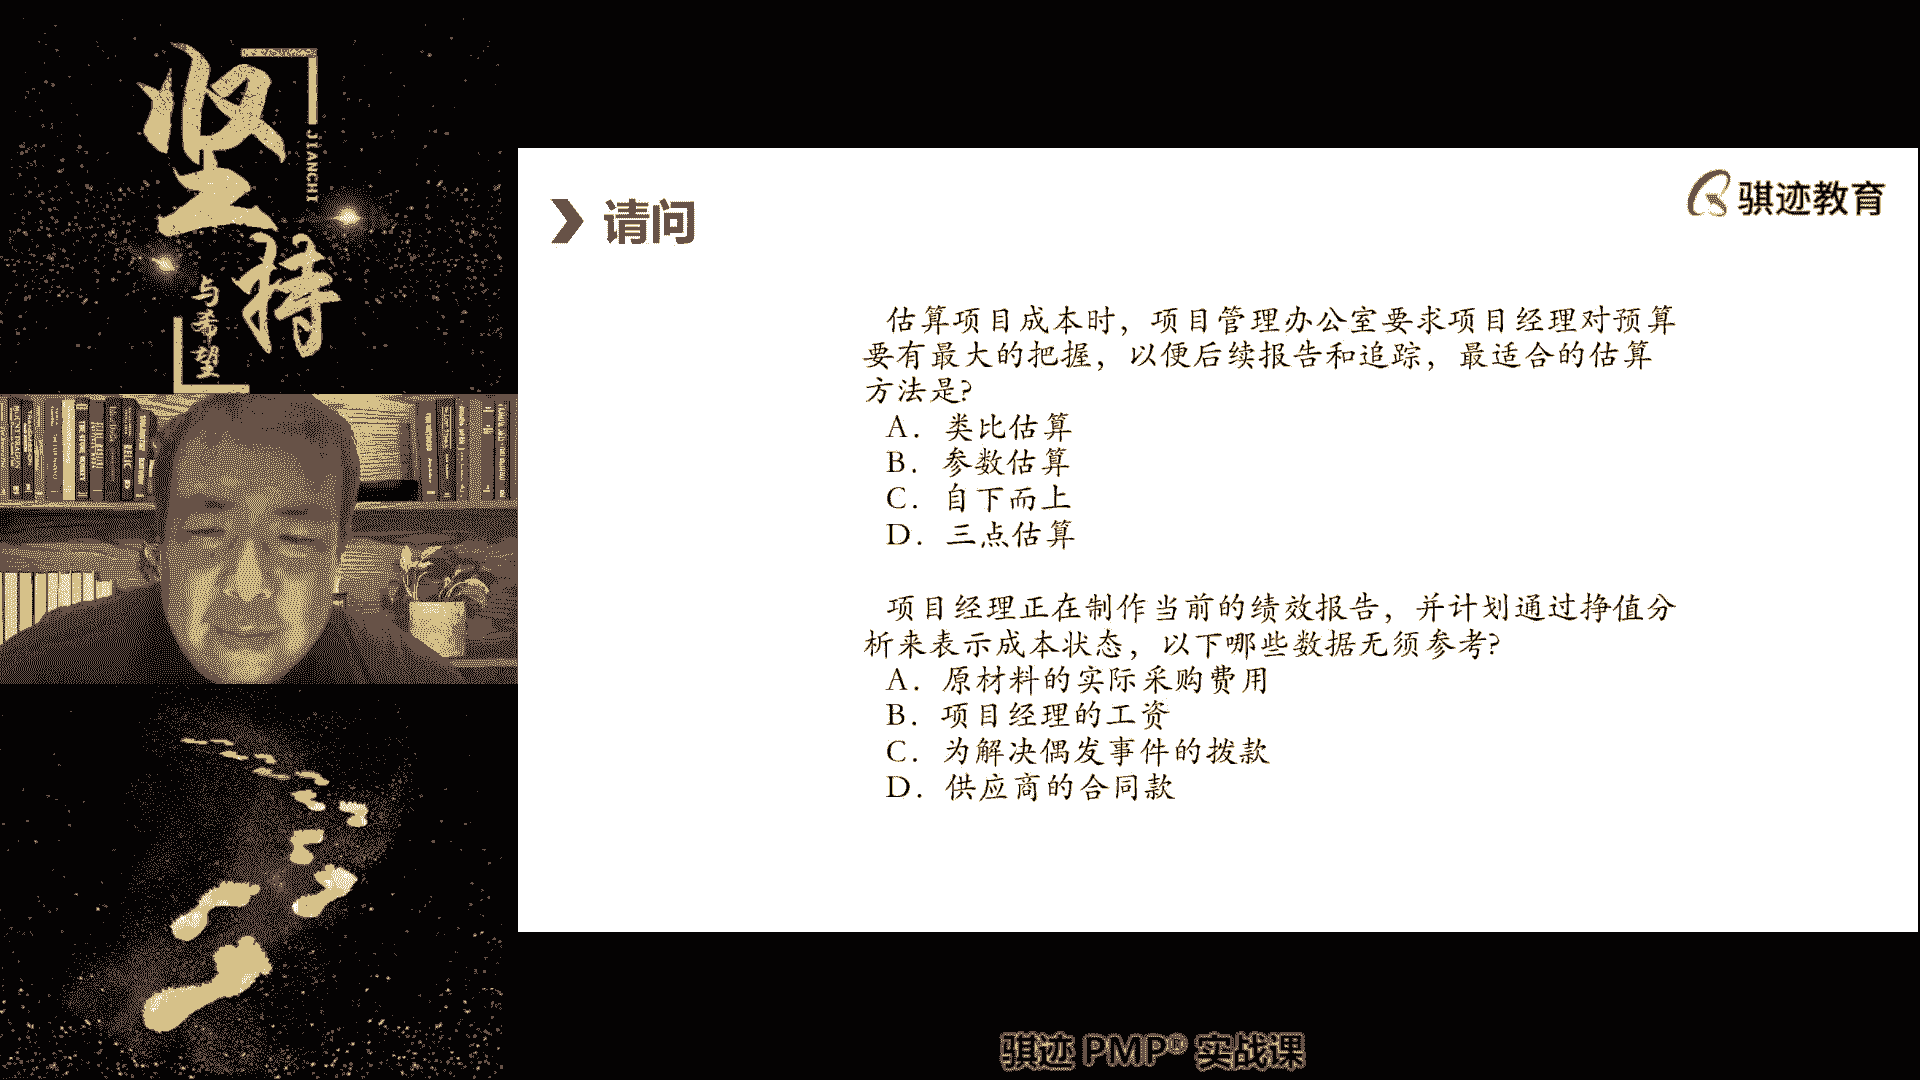 坚持
JIANCHI
与希望
请问
骐迹教育
估算项目成本时，项目管理办公室要求项目经理对预算
要有最大的把握，以便后续报告和追踪，最适合的估算
方法是?
A. 类比估算
B. 参数估算
C. 自下而上
D. 三点估算
项目经理正在制作当前的绩效报告，并计划通过挣值分
析来表示成本状态，以下哪些数据无须参考?
A. 原材料的实际采购费用
B. 项目经理的工资
C. 为解决偶发事件的拨款
D. 供应商的合同款
骐迹 PMP® 实战课